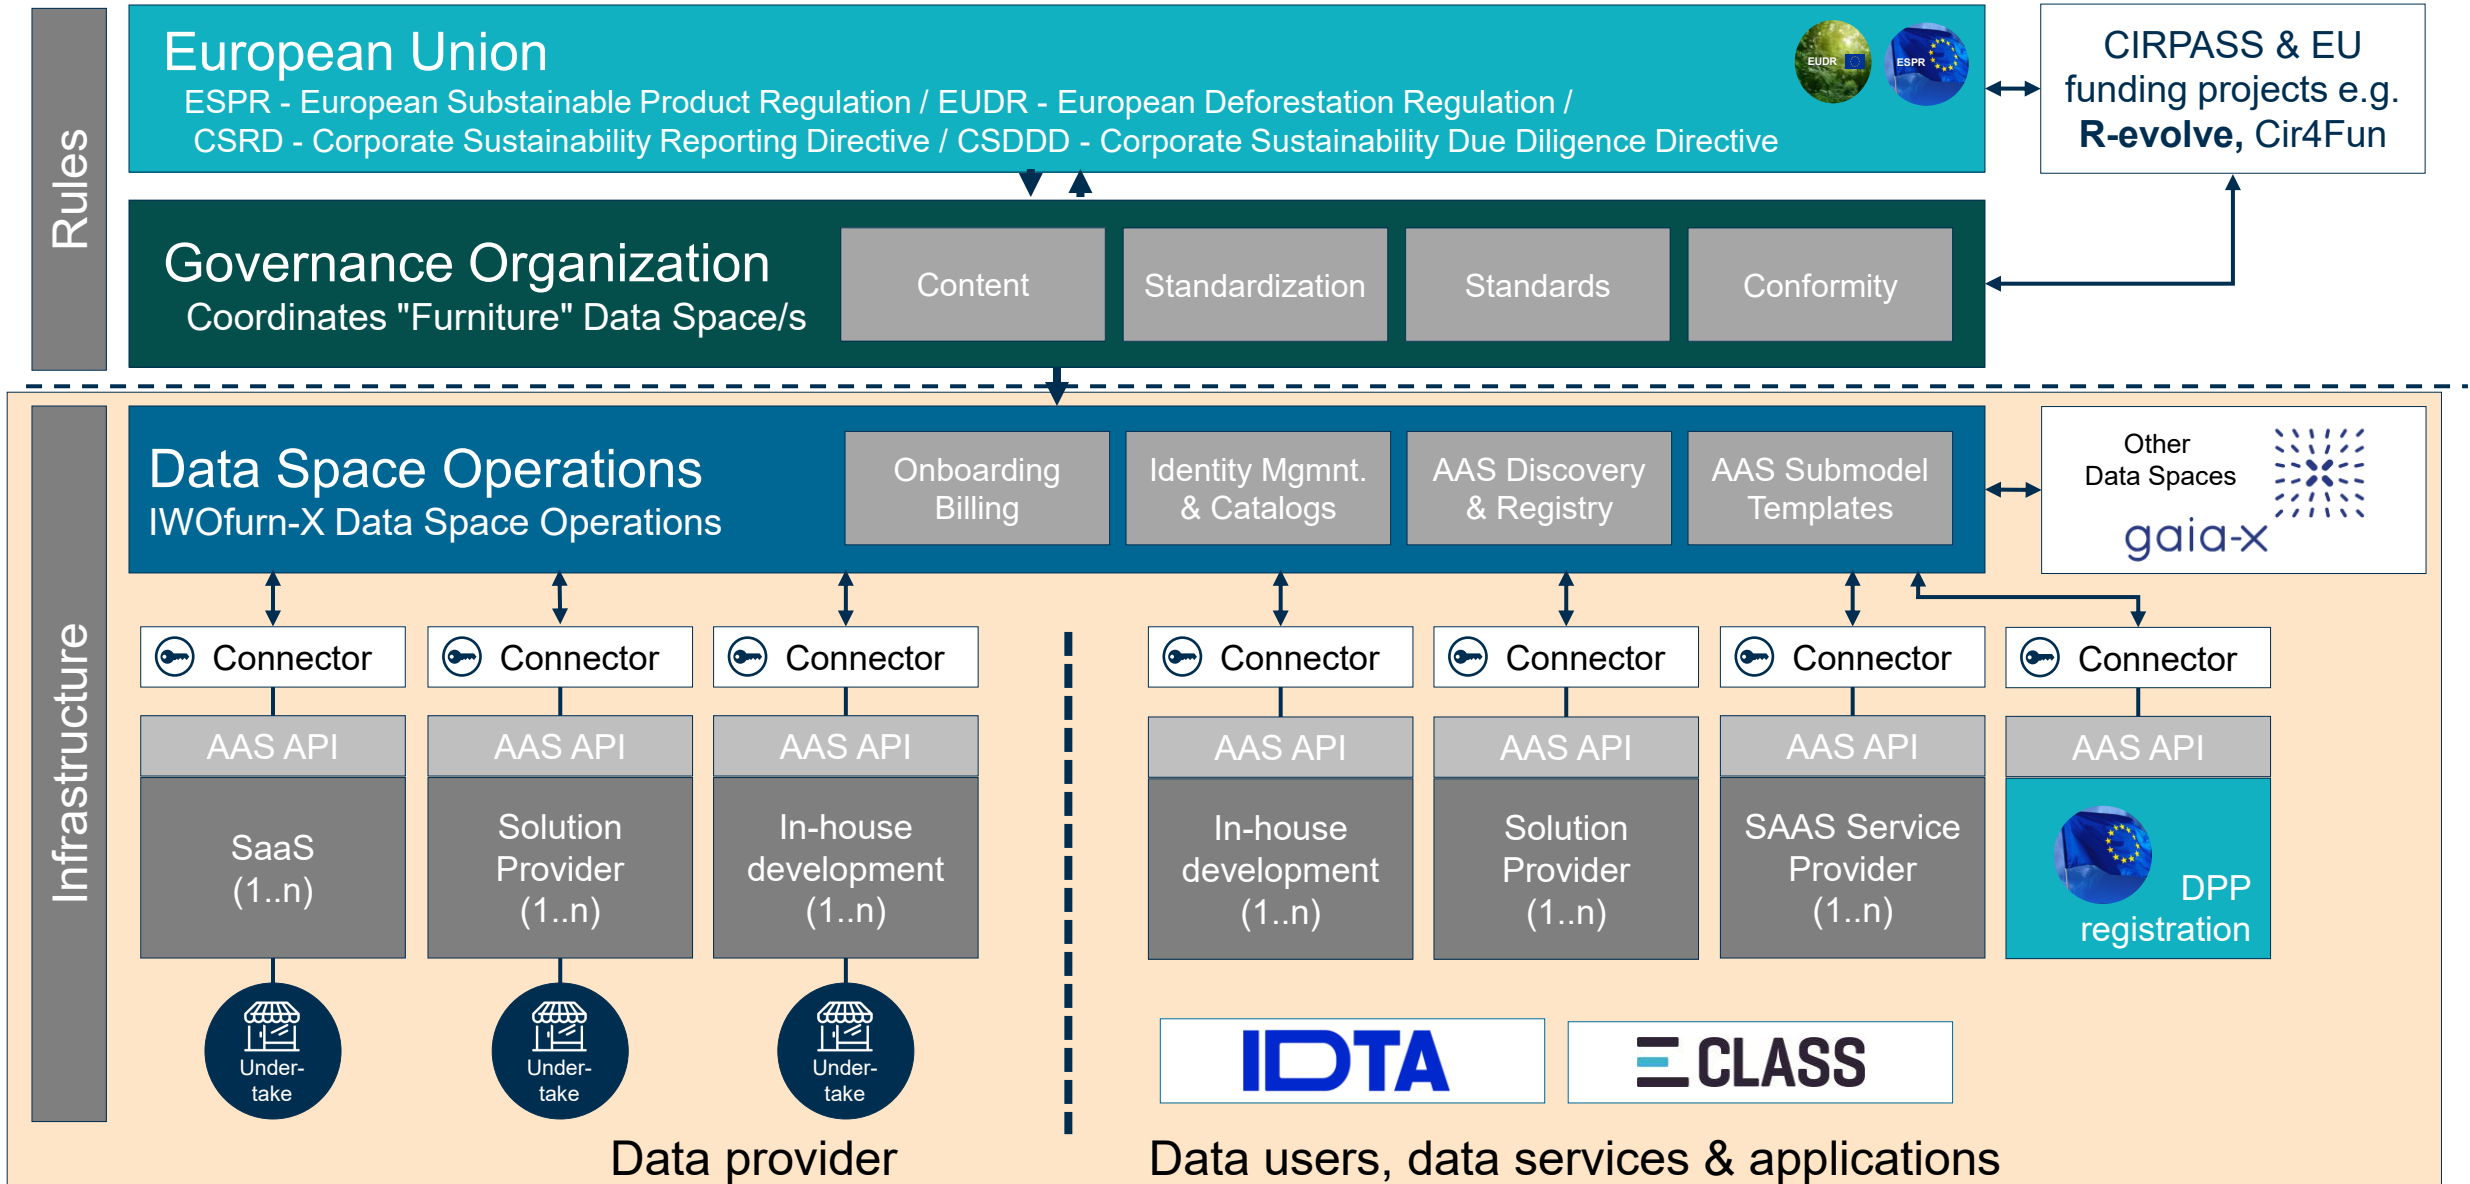 Rules
European Union
ESPR - European Substainable Product Regulation / EUDR - European Deforestation Regulation /
CSRD - Corporate Sustainability Reporting Directive / CSDDD - Corporate Sustainability Due Diligence Directive
EUDR
ESPR
CIRPASS & EU
funding projects e.g.
R-evolve, Cir4Fun
Governance Organization
Coordinates "Furniture" Data Space/s
Content
Standardization
Standards
Conformity
Infrastructure
Data Space Operations
IWOfurn-X Data Space Operations
Onboarding
Billing
Identity Mgmnt.
& Catalogs
AAS Discovery
& Registry
AAS Submodel
Templates
Other
Data Spaces
gaia-x
Connector
Connector
Connector
Connector
Connector
Connector
Connector
AAS API
AAS API
AAS API
AAS API
AAS API
AAS API
AAS API
SaaS
(1..n)
Solution
Provider
(1..n)
In-house
development
(1..n)
In-house
development
(1..n)
Solution
Provider
(1..n)
SAAS Service
Provider
(1..n)
DPP
registration
Under-
take
Under-
take
Under-
take
IDTA
ECLASS
Data provider
Data users, data services & applications